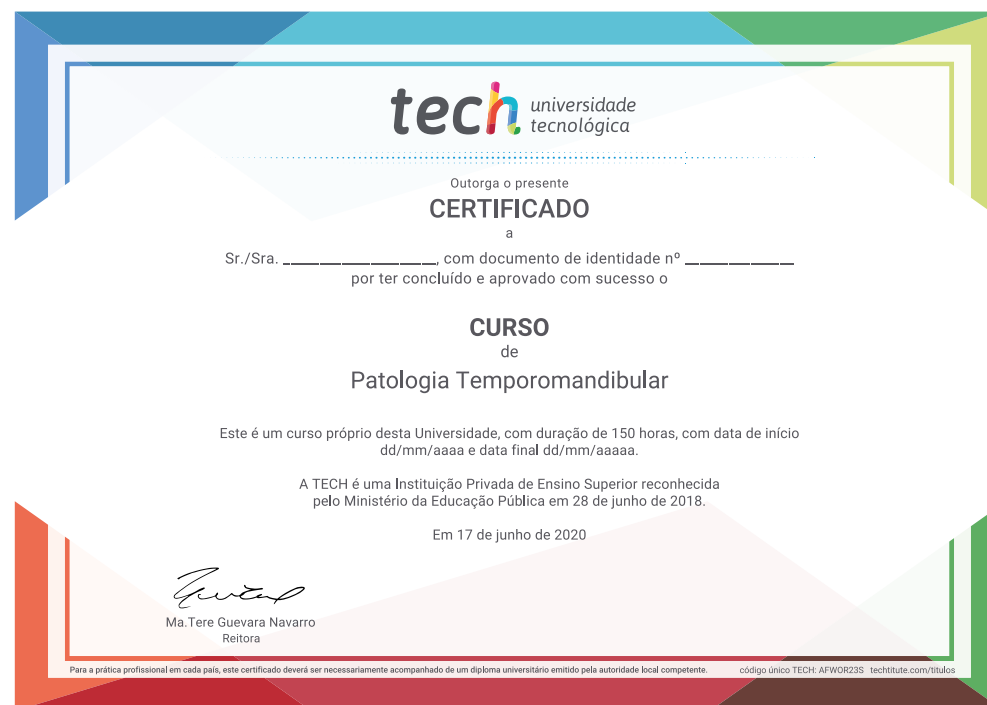 tech universidade
tecnológica
Outorga o presente
CERTIFICADO
a
Sr./Sra. ____________________, com documento de identidade nº ______________
por ter concluído e aprovado com sucesso o
CURSO
de
Patologia Temporomandibular
Este é um curso próprio desta Universidade, com duração de 150 horas, com data de início
dd/mm/aaaa e data final dd/mm/aaaaa.
A TECH é uma Instituição Privada de Ensino Superior reconhecida
pelo Ministério da Educação Pública em 28 de junho de 2018.
Em 17 de junho de 2020
Ma.Tere Guevara Navarro
Reitora
Para a prática profissional em cada país, este certificado deverá ser necessariamente acompanhado de um diploma universitário emitido pela autoridade local competente. código único TECH: AFWOR23S techtitute.com/titulos